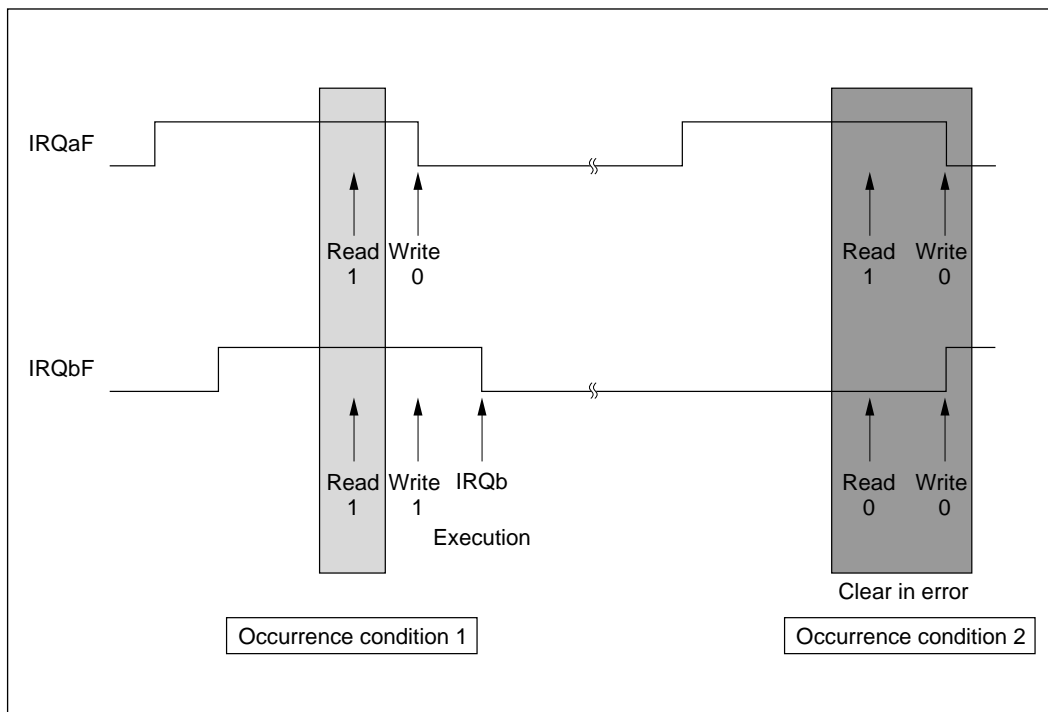 IRQaF
Read Write
1 0
Read Write
1 0
IRQbF
Read Write IRQb
1 1
Execution
Read Write
0 0
Clear in error
Occurrence condition 1
Occurrence condition 2